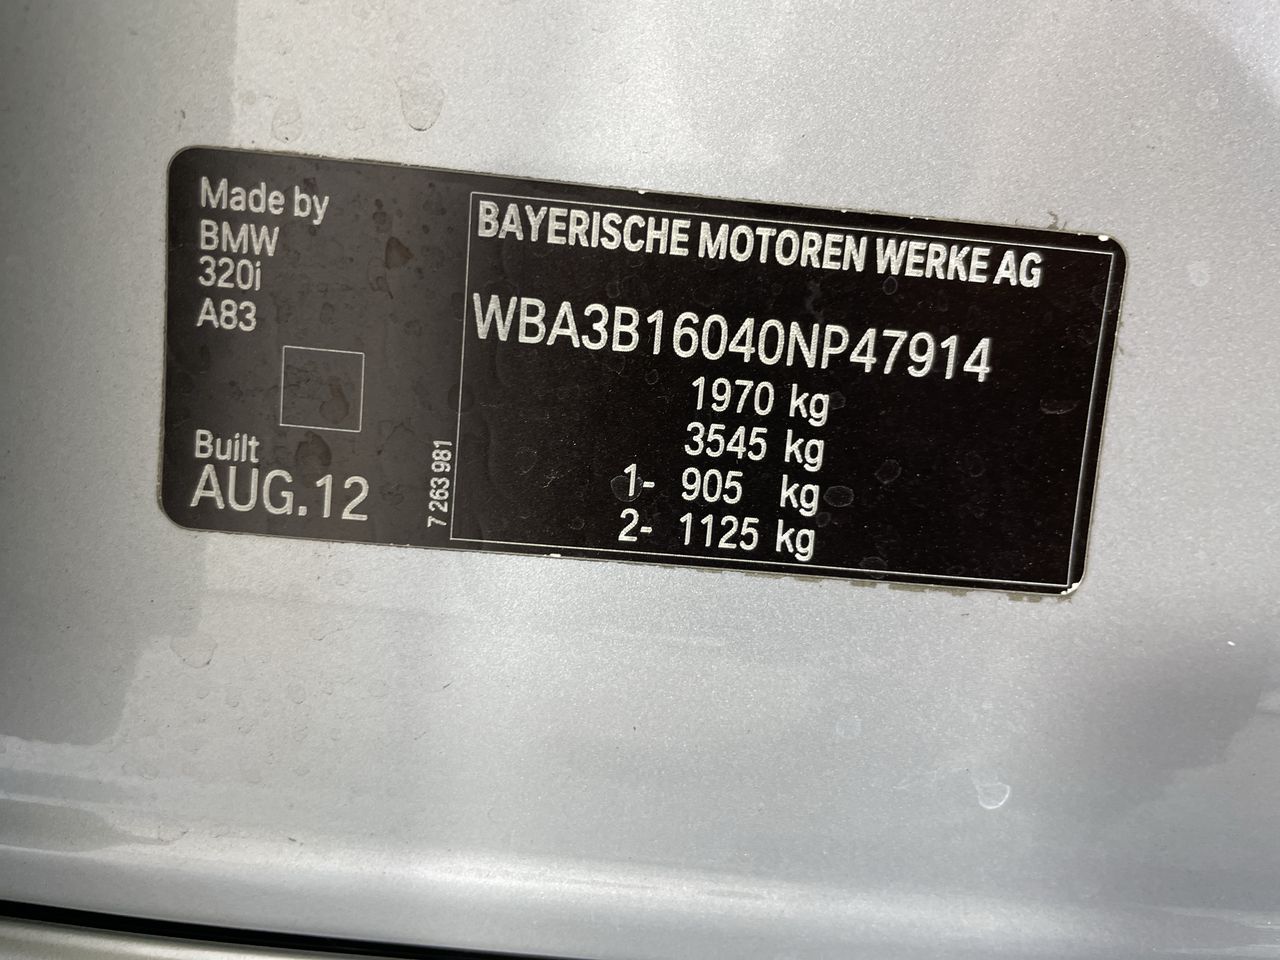 Made by
BMW
320i
A83
Built
AUG.12
7 263 981
BAYERISCHE MOTOREN WERKE AG
WBA3B16040NP47914
1970 kg
3545 kg
1- 905 kg
2- 1125 kg